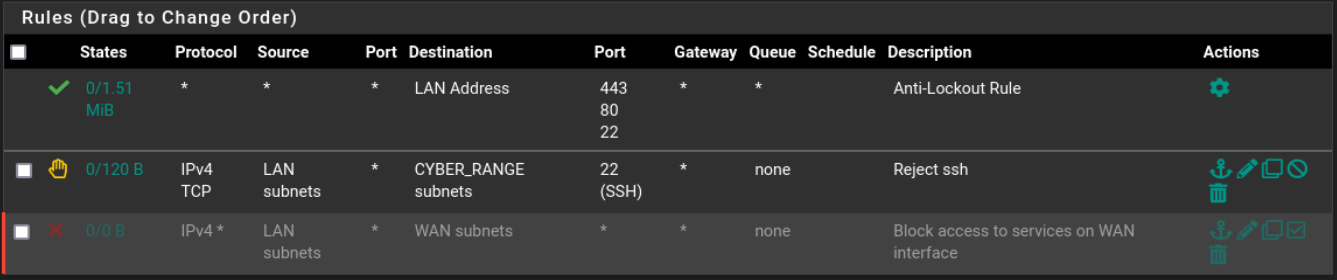 Rules (Drag to Change Order)
States Protocol Source Port Destination Port Gateway Queue Schedule Description Actions
0/1.51 MiB * * * LAN Address 443 80 22 * * Anti-Lockout Rule
0/120 B IPv4 TCP LAN subnets * CYBER_RANGE subnets 22 (SSH) * none Reject ssh
0/0 B IPv4 * LAN subnets * WAN subnets * * none Block access to services on WAN interface